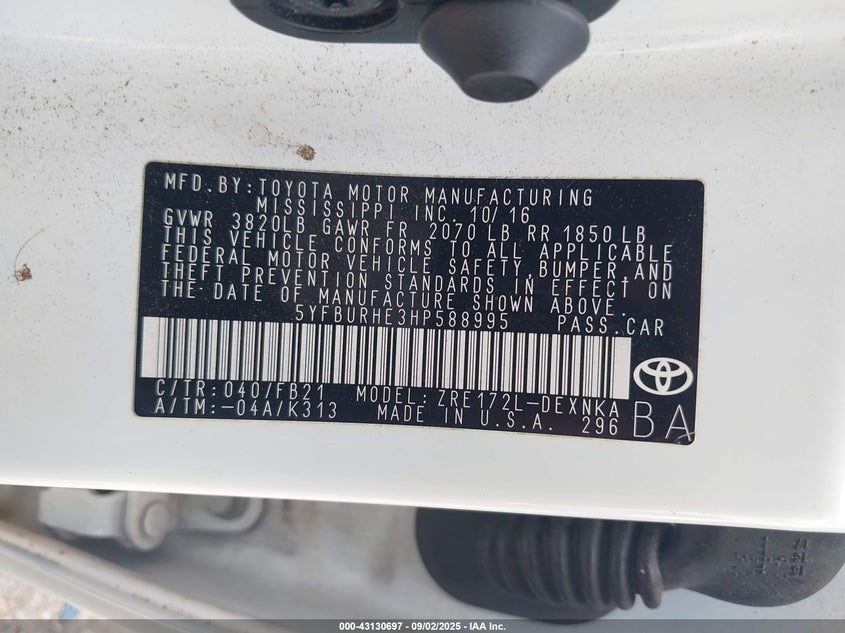 MFD. BY: TOYOTA MOTOR MANUFACTURING
MISSISSIPPI INC. 10/16
GVWR 3820LB GAWR FR 2070 LB RR 1850 LB
THIS VEHICLE CONFORMS TO ALL APPLICABLE
FEDERAL MOTOR VEHICLE SAFETY, BUMPER, AND
THEFT PREVENTION STANDARDS IN EFFECT ON
THE DATE OF MANUFACTURE SHOWN ABOVE.
5YFBURHE3HP588995 PASS. CAR
C/TR: 040/FB21 MODEL: ZRE172L-DEXNKA
A/TM: -04A/K313 MADE IN U.S.A. 296
BA
000-43130697 - 09/02/2025 - IAA Inc.